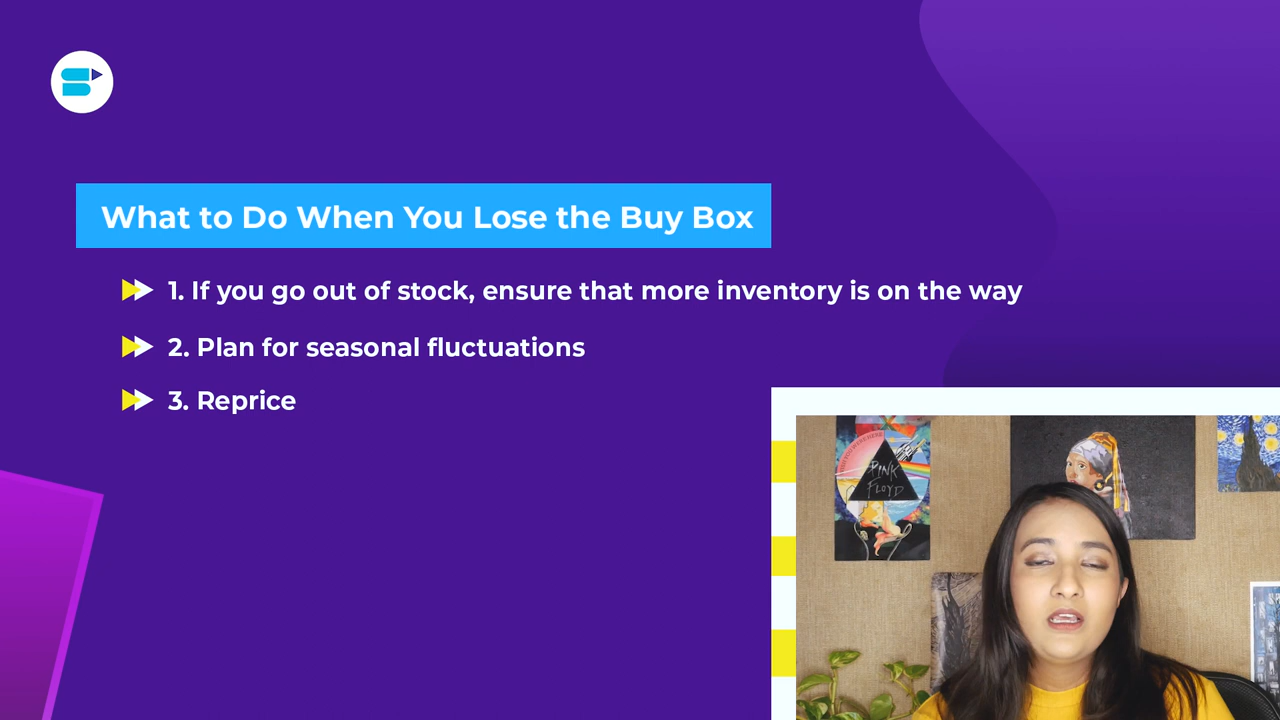 What to Do When You Lose the Buy Box
1. If you go out of stock, ensure that more inventory is on the way
2. Plan for seasonal fluctuations
3. Reprice
PINK
FLOYD